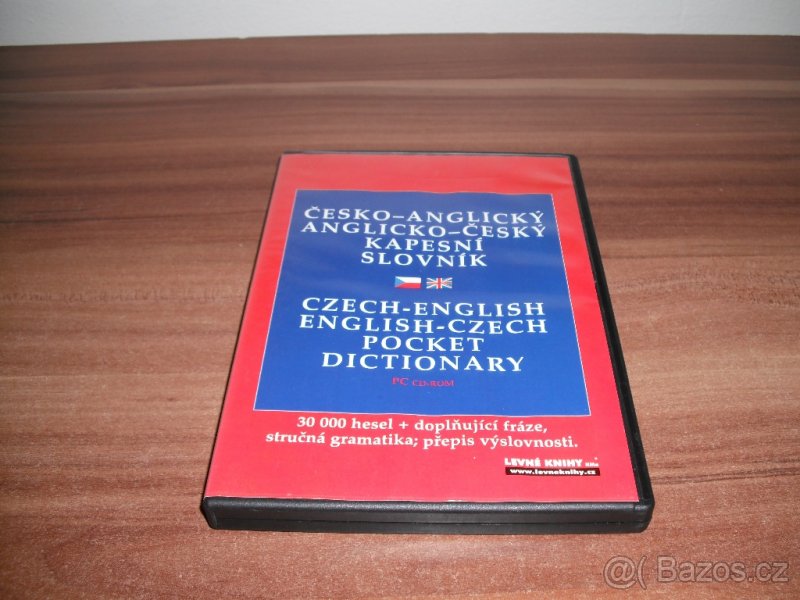 ČESKO–ANGLICKÝ
ANGLICKO–ČESKÝ
KAPESNÍ
SLOVNÍK
CZECH-ENGLISH
ENGLISH-CZECH
POCKET
DICTIONARY
PC CD-ROM
30 000 hesel + doplňující fráze,
stručná gramatika; přepis výslovnosti.
LEVNÉ KNIHY
www.levneknihy.cz
@( Bazos.cz